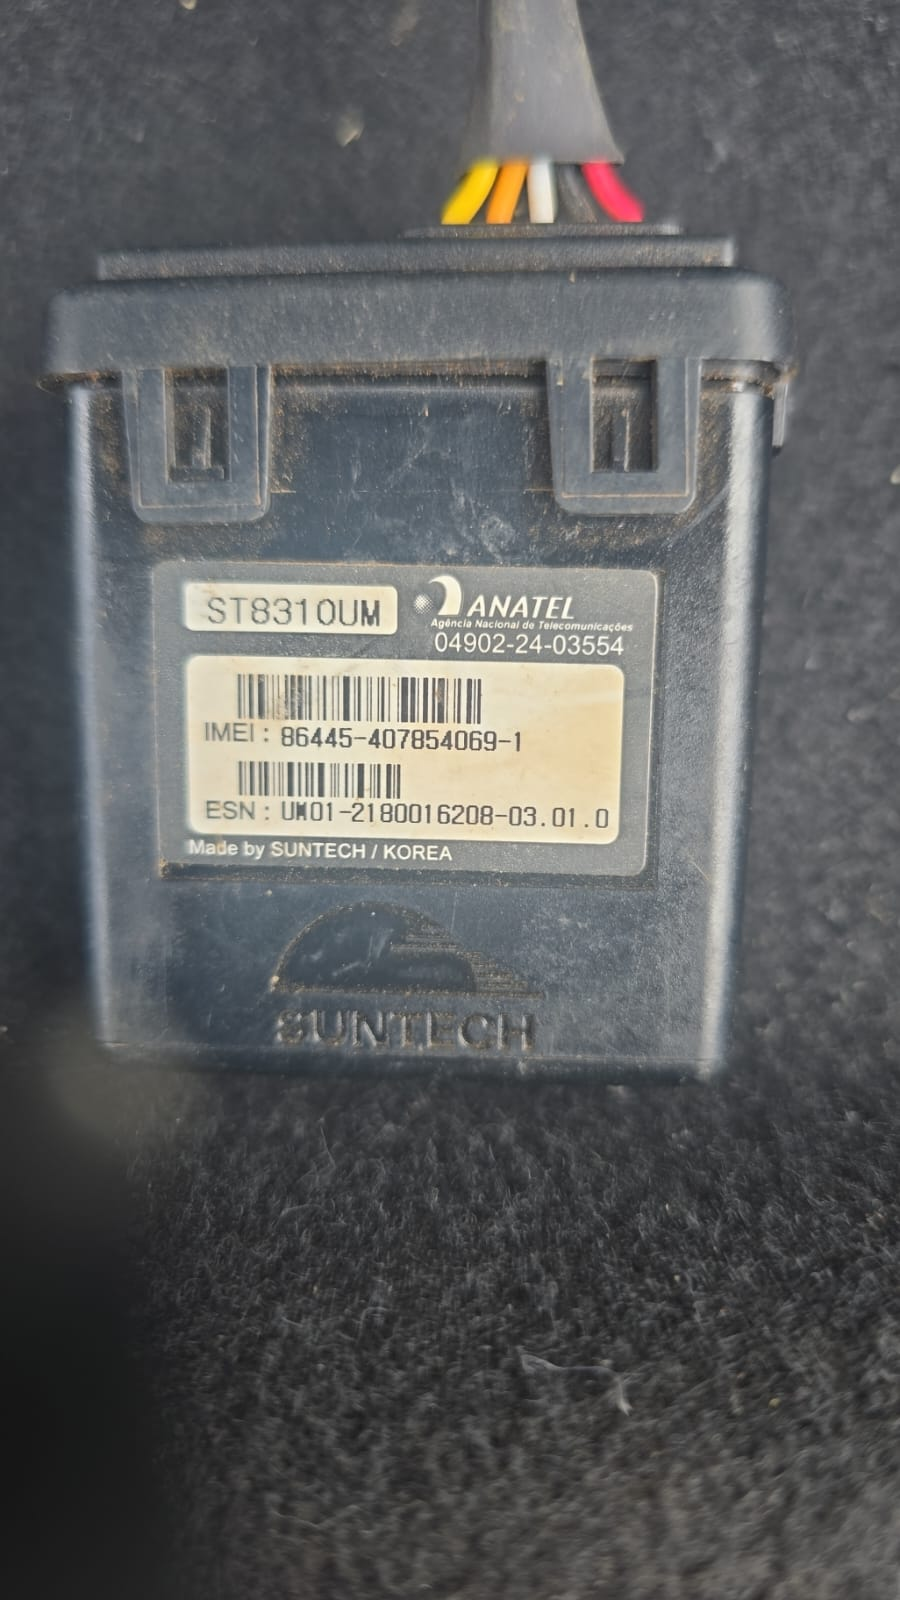 ST8310UM
ANATEL
Agência Nacional de Telecomunicações
04902-24-03554
IMEI : 86445-407854069-1
ESN : UM01-2180016208-03.01.0
Made by SUNTECH / KOREA
SUNTECH